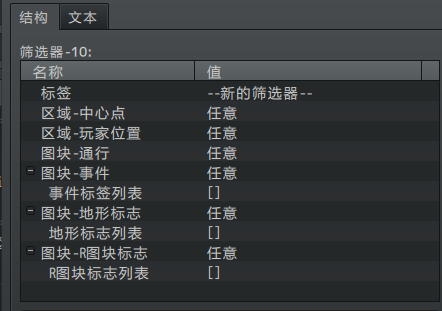 结构 文本
筛选器-10:
名称 值
标签 --新的筛选器--
区域-中心点 任意
区域-玩家位置 任意
图块-通行 任意
图块-事件 任意
事件标签列表 []
图块-地形标志 任意
地形标志列表 []
图块-R图块标志 任意
R图块标志列表 []